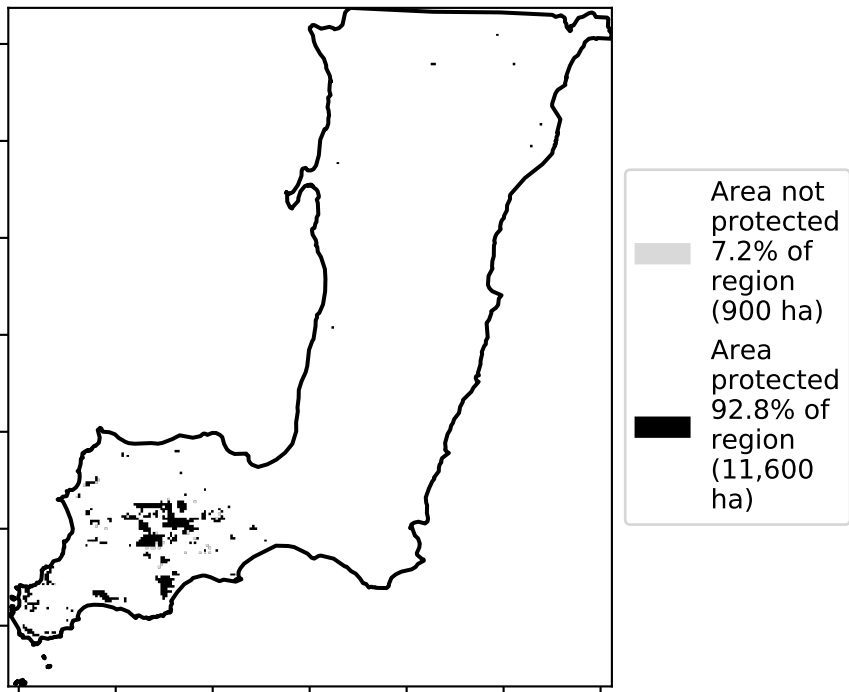 Area not
protected
7.2% of
region
(900 ha)
Area
protected
92.8% of
region
(11,600
ha)